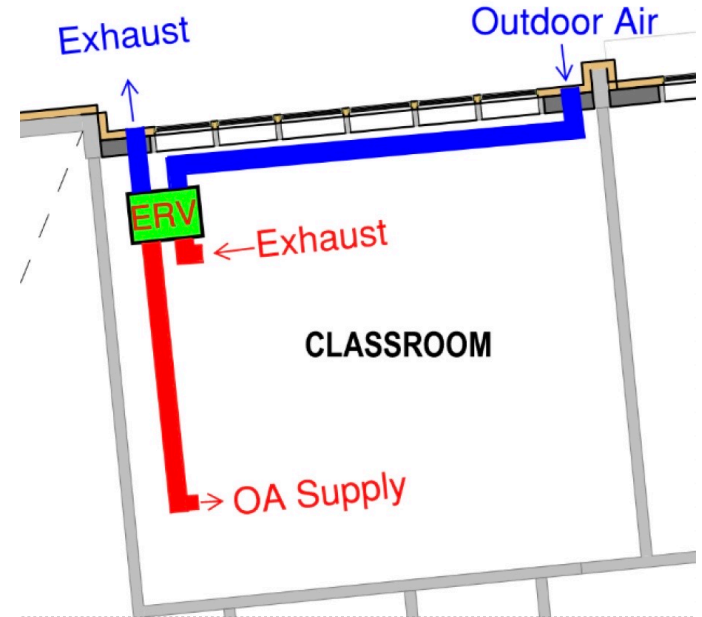 Exhaust
Outdoor Air
ERV
Exhaust
CLASSROOM
OA Supply